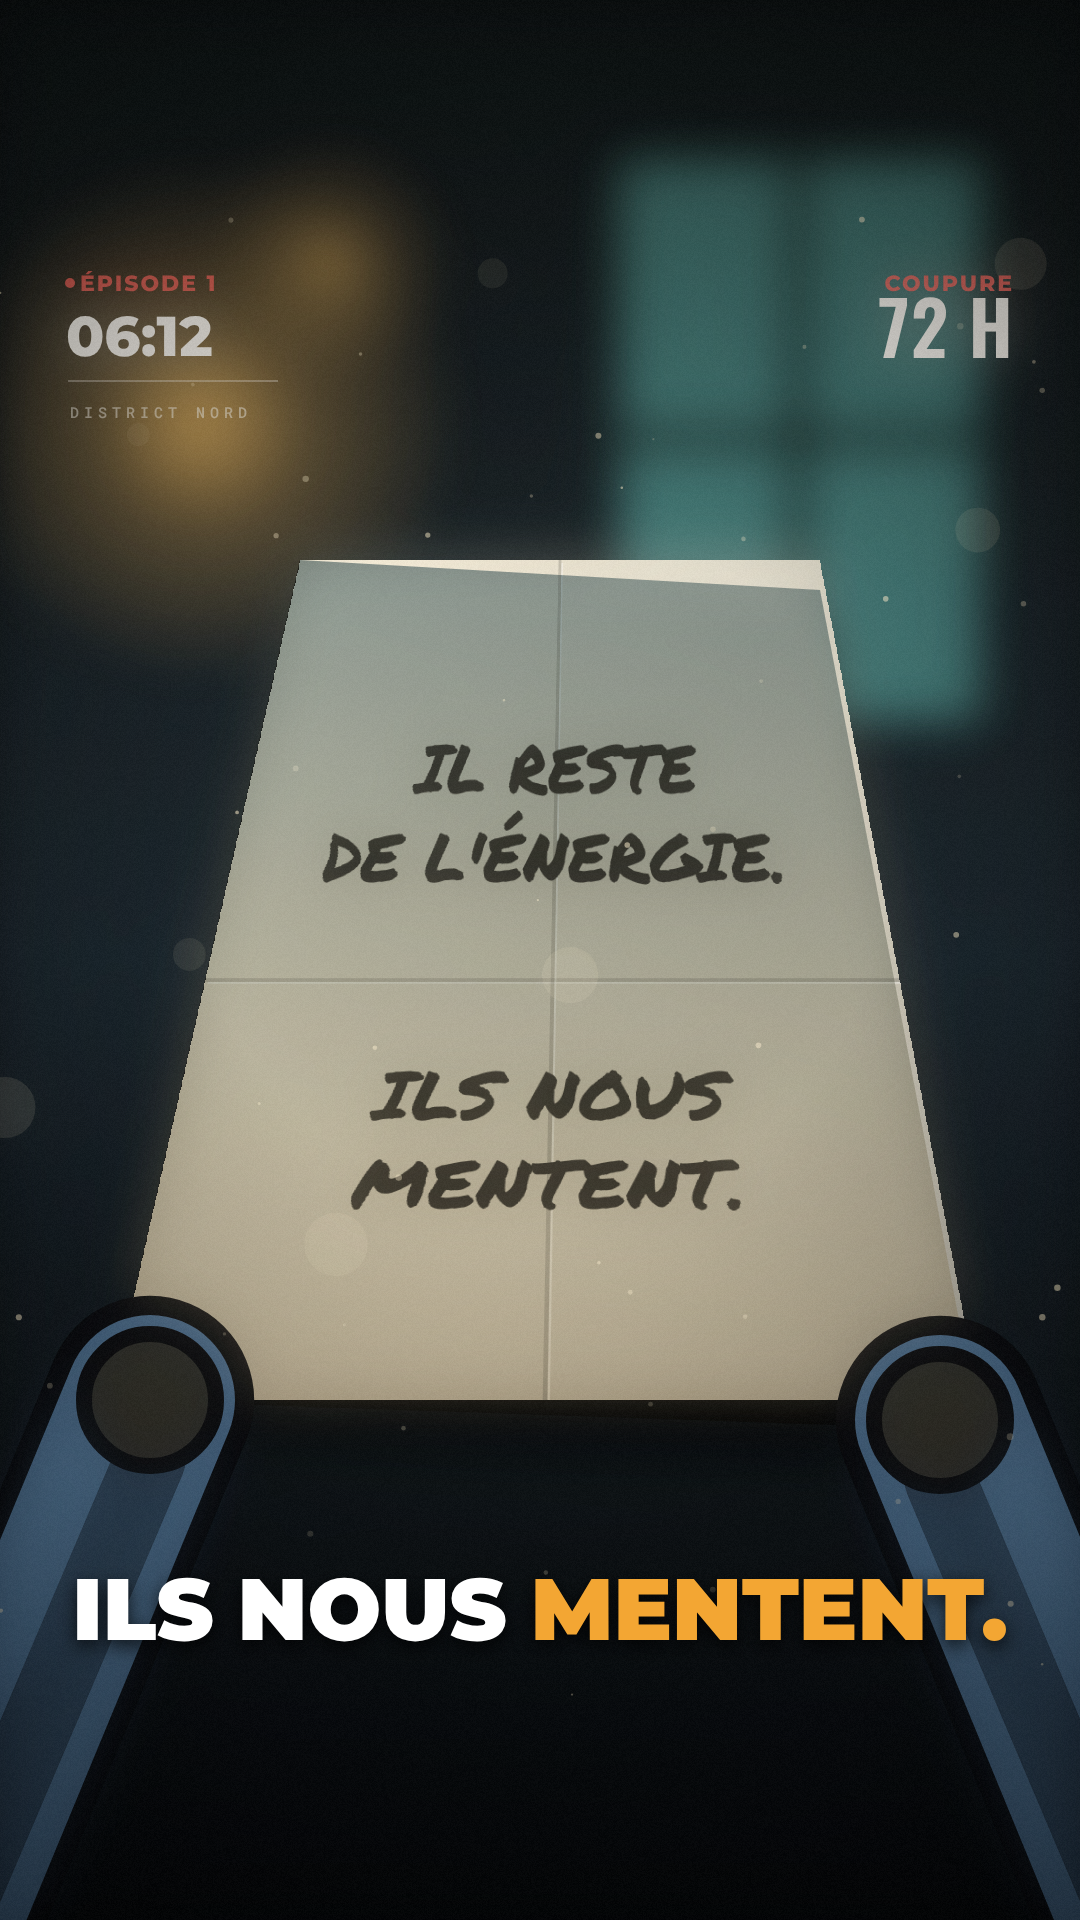 •ÉPISODE 1
06:12
DISTRICT NORD
COUPURE
72 H
IL RESTE
DE L'ÉNERGIE.
ILS NOUS
MENTENT.
ILS NOUS MENTENT.